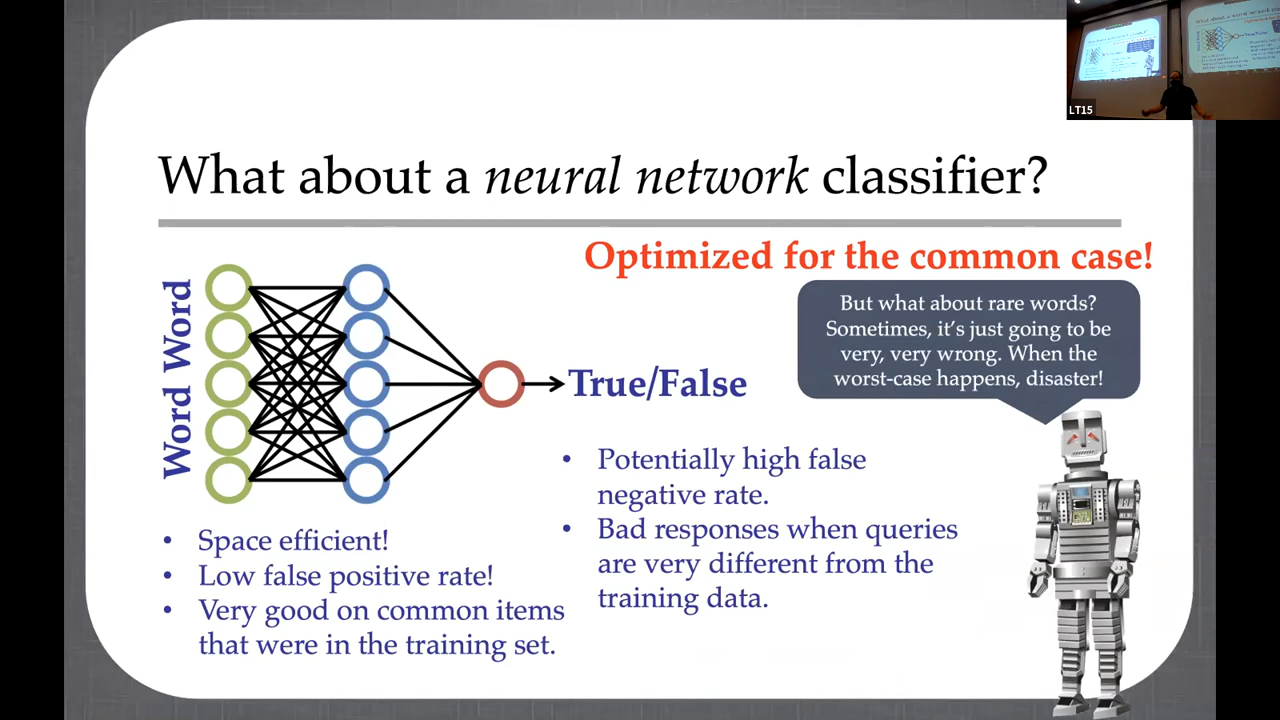 What about a neural network classifier?
Optimized for the common case!
Word Word
True/False
But what about rare words?
Sometimes, it's just going to be
very, very wrong. When the
worst-case happens, disaster!
• Space efficient!
• Low false positive rate!
• Very good on common items
that were in the training set.
• Potentially high false
negative rate.
• Bad responses when queries
are very different from the
training data.
LT15